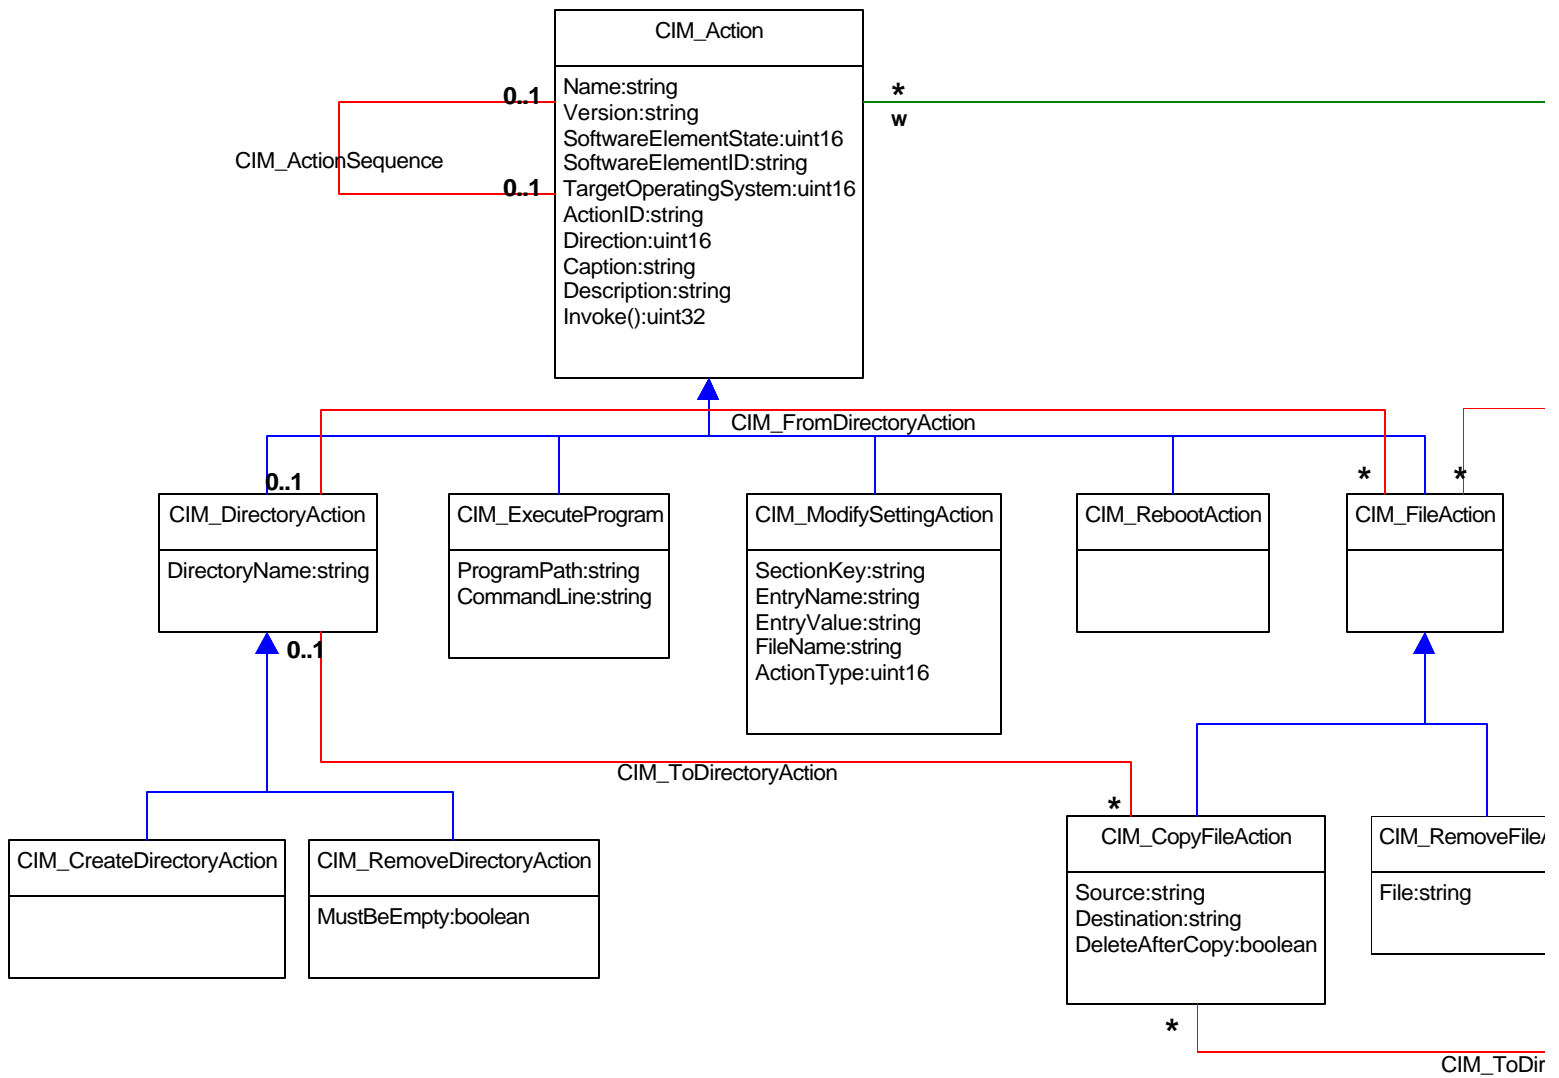 CIM_Action
Name:string
Version:string
SoftwareElementState:uint16
SoftwareElementID:string
TargetOperatingSystem:uint16
ActionID:string
Direction:uint16
Caption:string
Description:string
Invoke():uint32
0..1
CIM_ActionSequence
0..1
*
w
CIM_FromDirectoryAction
0..1
*
*
CIM_DirectoryAction
DirectoryName:string
CIM_ExecuteProgram
ProgramPath:string
CommandLine:string
CIM_ModifySettingAction
SectionKey:string
EntryName:string
EntryValue:string
FileName:string
ActionType:uint16
CIM_RebootAction
CIM_FileAction
0..1
CIM_ToDirectoryAction
*
CIM_CreateDirectoryAction
CIM_RemoveDirectoryAction
MustBeEmpty:boolean
CIM_CopyFileAction
Source:string
Destination:string
DeleteAfterCopy:boolean
CIM_RemoveFileA
File:string
*
CIM_ToDir